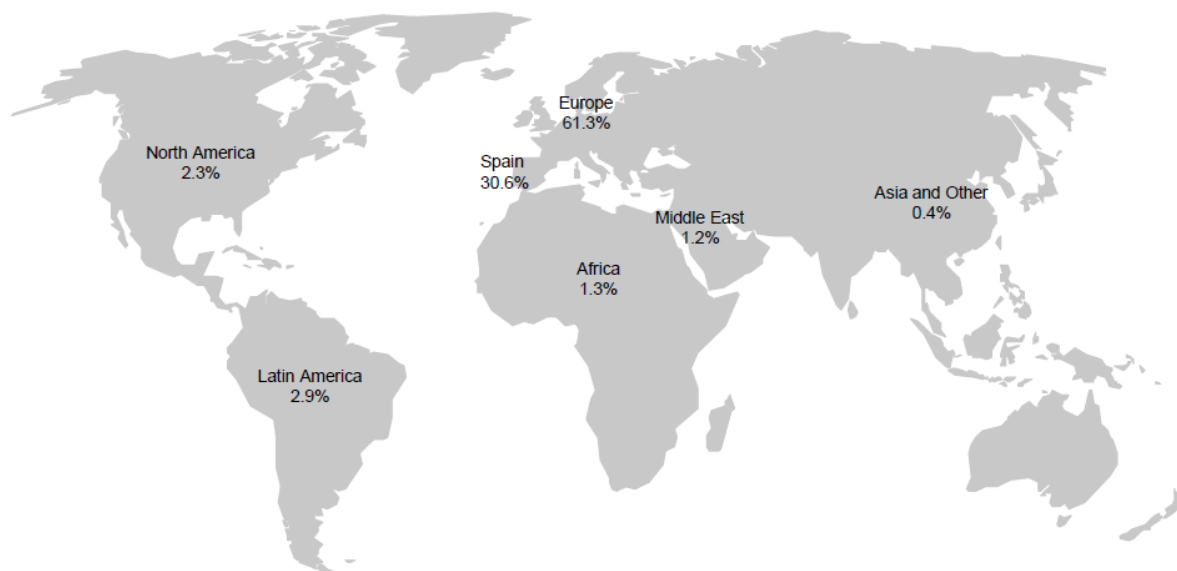 Europe
61.3%
North America
2.3%
Spain
30.6%
Asia and Other
0.4%
Middle East
1.2%
Africa
1.3%
Latin America
2.9%